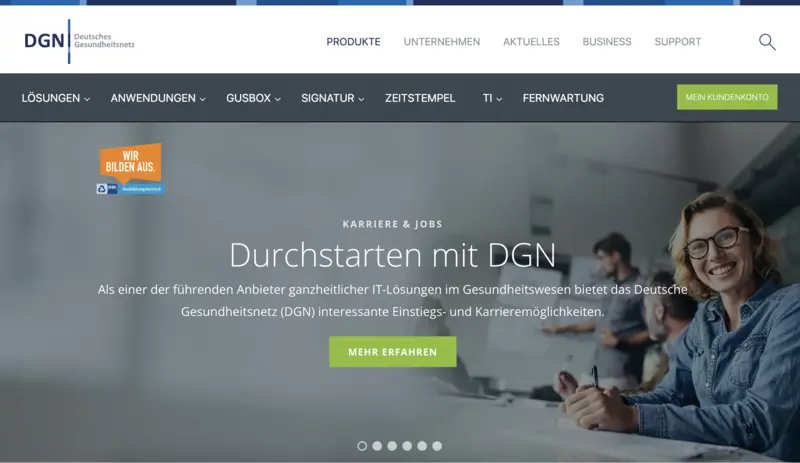 DGN Deutsches
Gesundheitsnetz
PRODUKTE UNTERNEHMEN AKTUELLES BUSINESS SUPPORT
LÖSUNGEN ANWENDUNGEN GUSBOX SIGNATUR ZEITSTEMPEL TI FERNWARTUNG MEIN KUNDENKONTO
WIR
BILDEN AUS.
IHK Ausbildungsbetrieb
KARRIERE & JOBS
Durchstarten mit DGN
Als einer der führenden Anbieter ganzheitlicher IT-Lösungen im Gesundheitswesen bietet das Deutsche
Gesundheitsnetz (DGN) interessante Einstiegs- und Karrieremöglichkeiten.
MEHR ERFAHREN